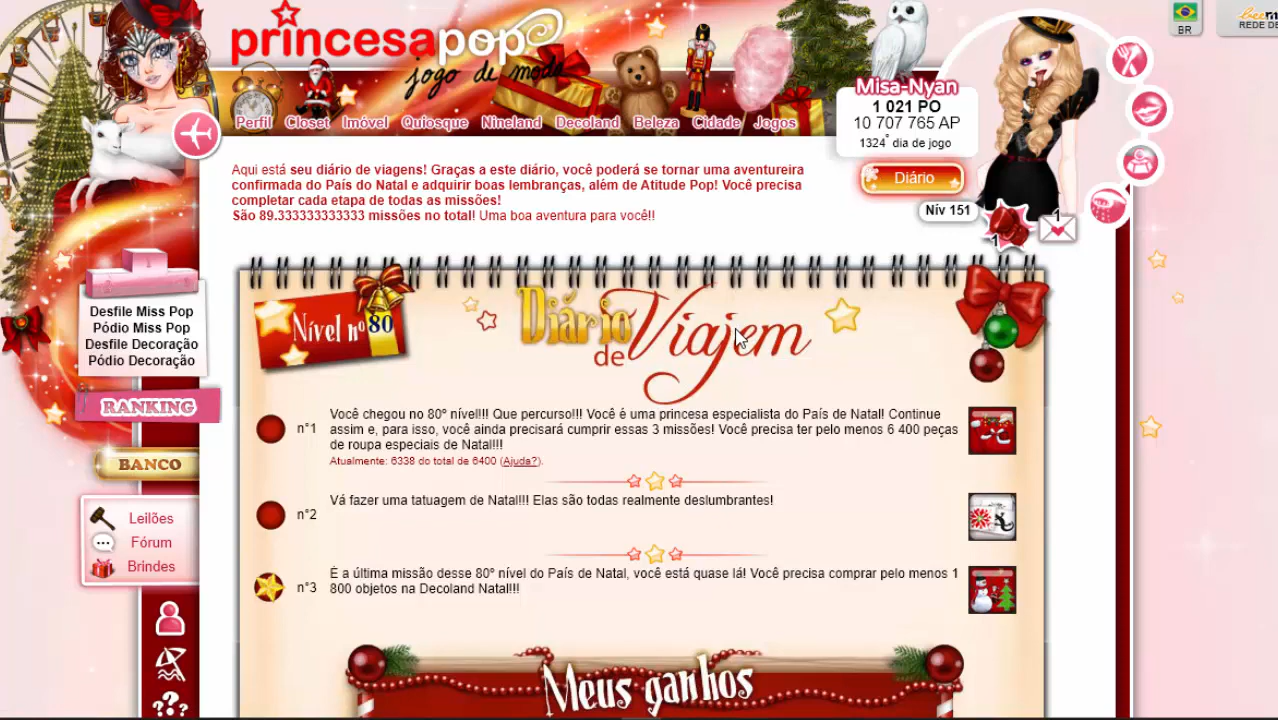 princesapop
jogo de moda
BR
REDE DE
Perfil Closet Imóvel Quiosque Nineland Decoland Beleza Cidade Jogos
Misa-Nyan
1 021 PO
10 707 765 AP
1324° dia de jogo
Diário
Nív 151
1
1
Aqui está seu diário de viagens! Graças a este diário, você poderá se tornar uma aventureira
confirmada do País do Natal e adquirir boas lembranças, além de Atitude Pop! Você precisa
completar cada etapa de todas as missões!
São 89.333333333333 missões no total! Uma boa aventura para você!!
Desfile Miss Pop
Pódio Miss Pop
Desfile Decoração
Pódio Decoração
RANKING
BANCO
Leilões
Fórum
Brindes
Nível nº 80
Diário de Viajem
n°1
Você chegou no 80º nível!!! Que percurso!!! Você é uma princesa especialista do País de Natal! Continue
assim e, para isso, você ainda precisará cumprir essas 3 missões! Você precisa ter pelo menos 6 400 peças
de roupa especiais de Natal!!!
Atualmente: 6338 do total de 6400 (Ajuda?).
n°2
Vá fazer uma tatuagem de Natal!!! Elas são todas realmente deslumbrantes!
n°3
É a última missão desse 80º nível do País de Natal, você está quase lá! Você precisa comprar pelo menos 1
800 objetos na Decoland Natal!!!
Meus ganhos